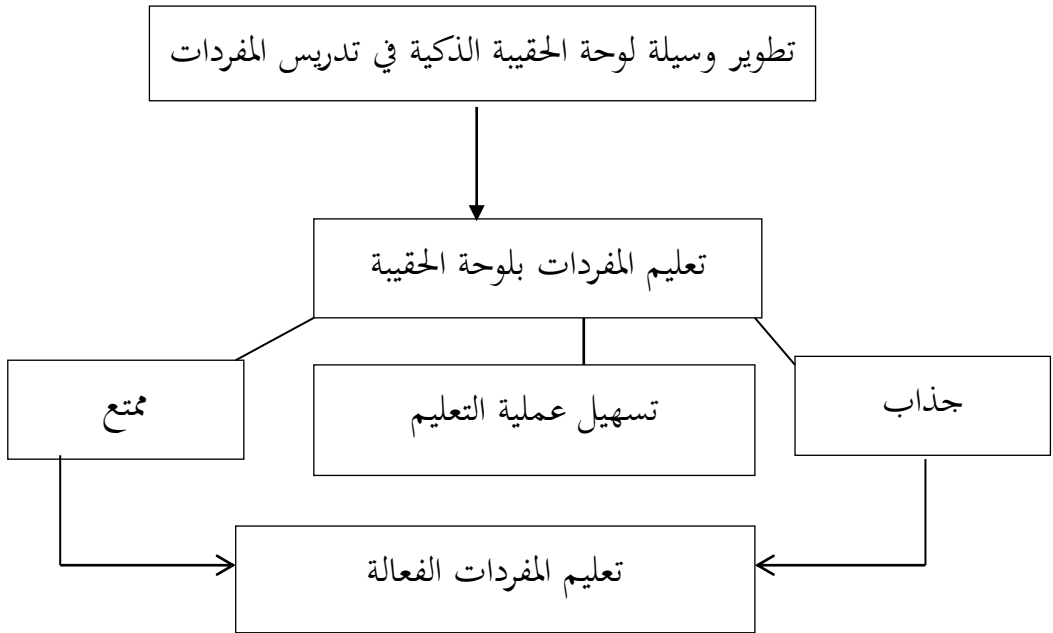 تطوير وسيلة لوحة الحقيبة الذكية في تدريس المفردات
تعليم المفردات بلوحة الحقيبة
جذاب
تسهيل عملية التعليم
ممتع
تعليم المفردات الفعالة